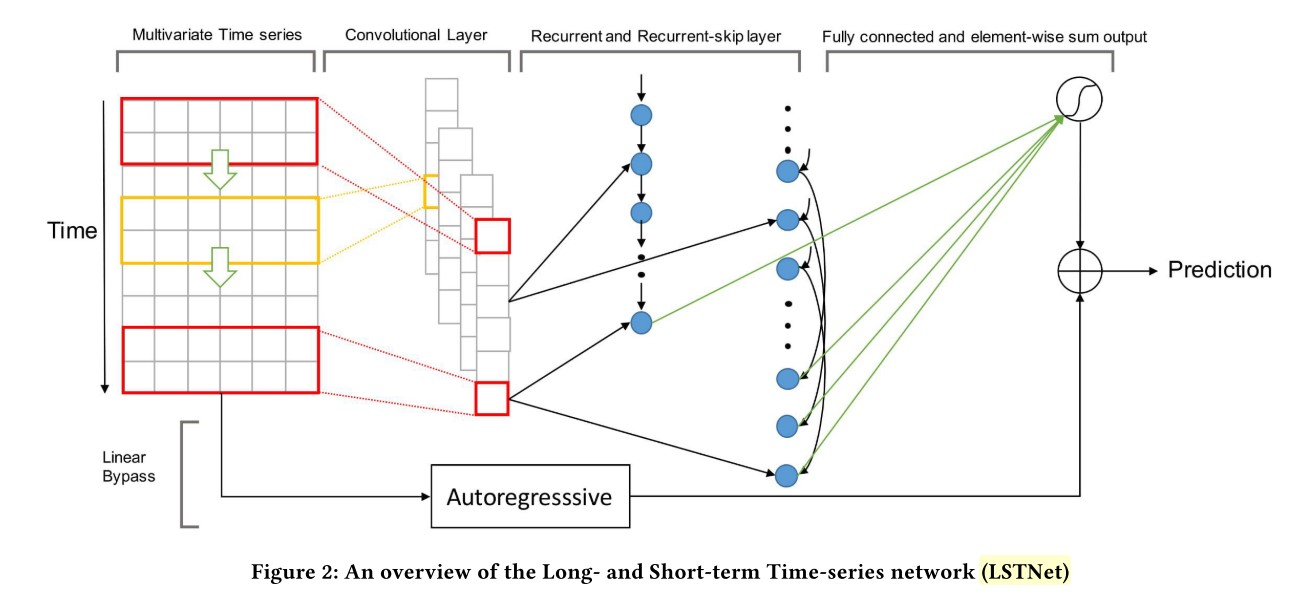 Multivariate Time series
Convolutional Layer
Recurrent and Recurrent-skip layer
Fully connected and element-wise sum output
Time
Prediction
Linear
Bypass
Autoregresssive
Figure 2: An overview of the Long- and Short-term Time-series network (LSTNet)